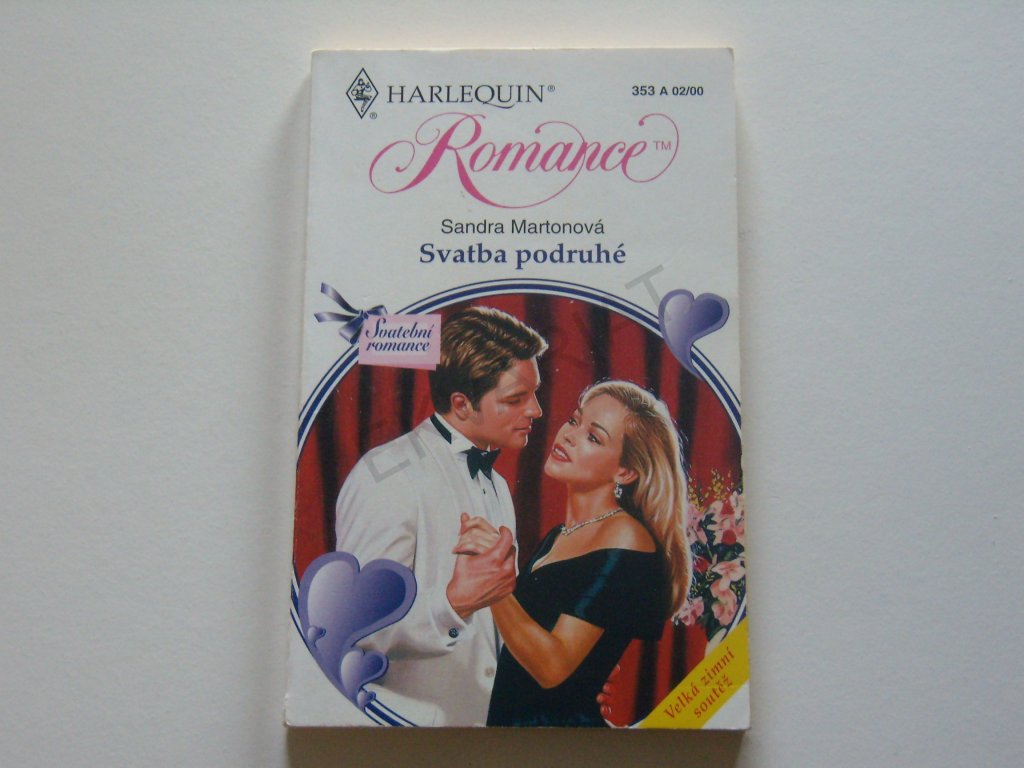 HARLEQUIN®
353 A 02/00
®
Romance™
Sandra Martonová
Svatba podruhé
Svatební
romance
Velká zimní
soutěž